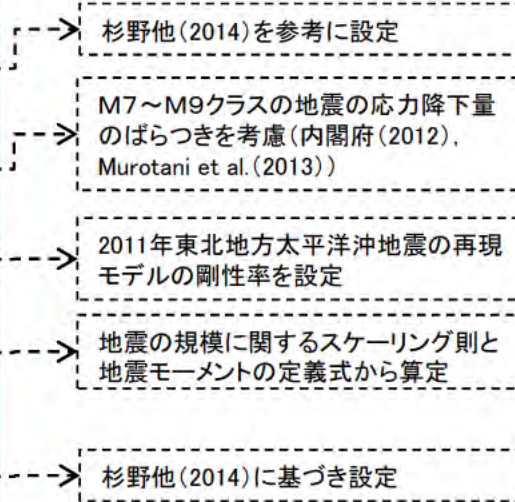 杉野他(2014)を参考に設定
M7～M9クラスの地震の応力降下量
のばらつきを考慮(内閣府(2012),
Murotani et al.(2013))
2011年東北地方太平洋沖地震の再現
モデルの剛性率を設定
地震の規模に関するスケーリング則と
地震モーメントの定義式から算定
杉野他(2014)に基づき設定